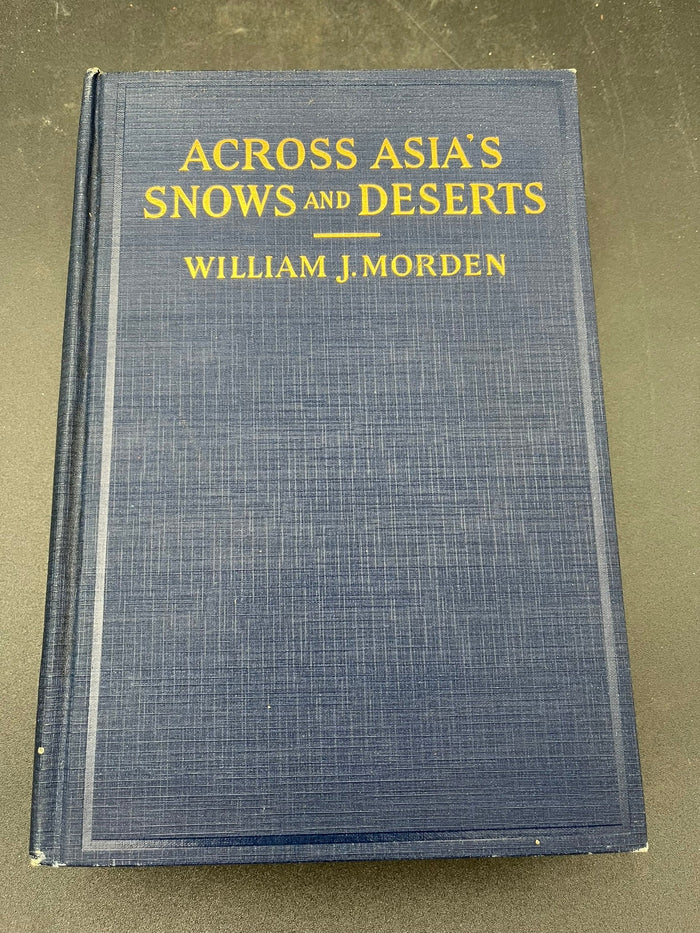 ACROSS ASIA'S
SNOWS AND DESERTS
WILLIAM J. MORDEN